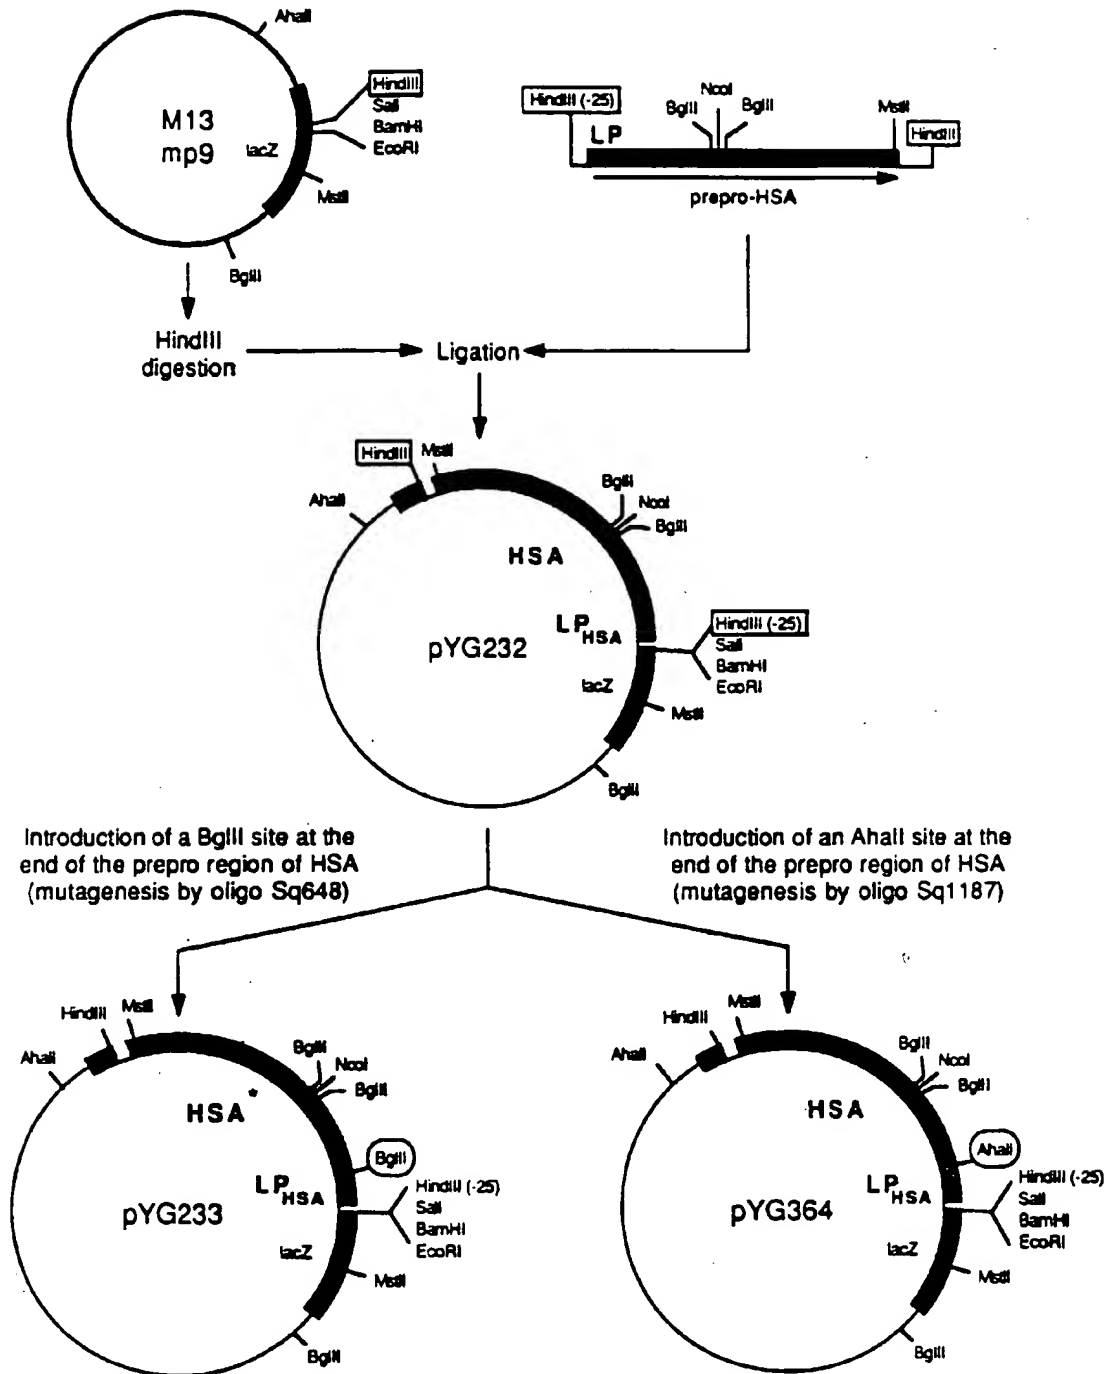 AhaII
HindIII
SalI
BamHI
EcoRI
M13
mp9
lacZ
MstII
BglII
HindIII (-25)
LP
BglII
NcoI
BglII
MstII
HindIII
prepro-HSA
HindIII
digestion
Ligation
HindIII
MstII
AhaII
BglII
NcoI
BglII
HSA
LP HSA
pYG232
HindIII (-25)
SalI
BamHI
EcoRI
lacZ
MstII
BglII
Introduction of a BglII site at the
end of the prepro region of HSA
(mutagenesis by oligo Sq648)
Introduction of an AhaII site at the
end of the prepro region of HSA
(mutagenesis by oligo Sq1187)
HindIII
MstII
AhaII
BglII
NcoI
BglII
HSA*
BglII
LP HSA
pYG233
HindIII (-25)
SalI
BamHI
EcoRI
lacZ
MstII
BglII
HindIII
MstII
AhaII
BglII
NcoI
BglII
HSA
AhaII
LP HSA
pYG364
HindIII (-25)
SalI
BamHI
EcoRI
lacZ
MstII
BglII